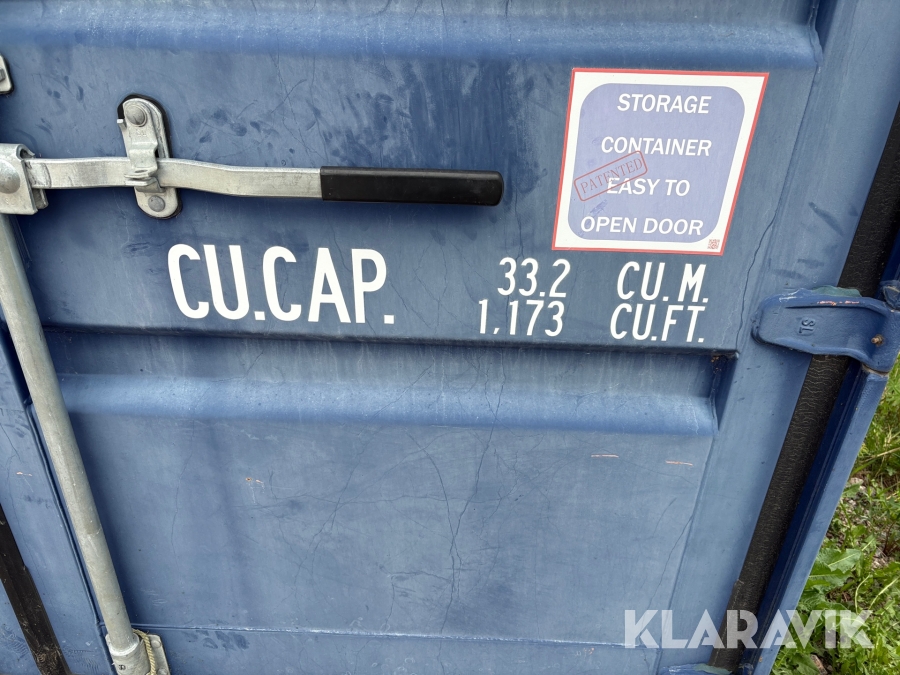 STORAGE
CONTAINER
PATENTED
EASY TO
OPEN DOOR
CU.CAP. 33.2 CU.M.
1,173 CU.FT.
KLARAVIK